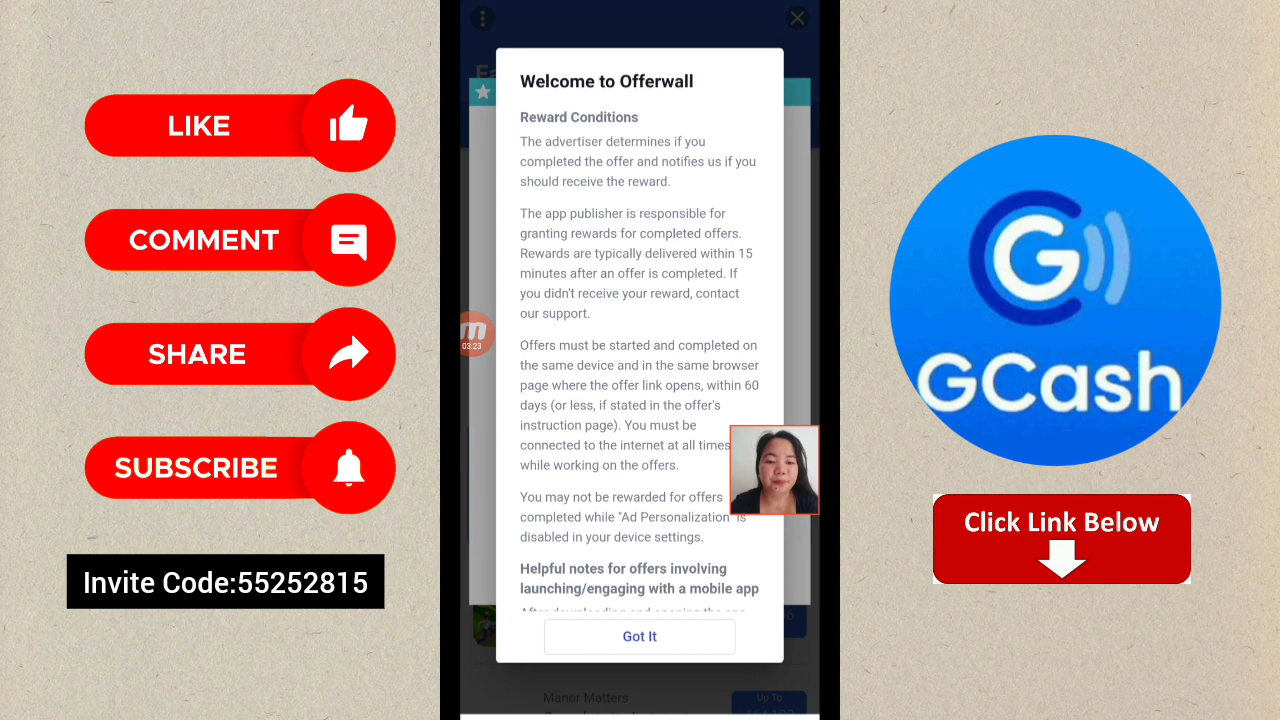 LIKE
COMMENT
SHARE
SUBSCRIBE
Invite Code:55252815
Welcome to Offerwall
Reward Conditions
The advertiser determines if you
completed the offer and notifies us if you
should receive the reward.
The app publisher is responsible for
granting rewards for completed offers.
Rewards are typically delivered within 15
minutes after an offer is completed. If
you didn't receive your reward, contact
our support.
Offers must be started and completed on
the same device and in the same browser
page where the offer link opens, within 60
days (or less, if stated in the offer's
instruction page). You must be
connected to the internet at all times
while working on the offers.
You may not be rewarded for offers
completed while "Ad Personalization" is
disabled in your device settings.
Helpful notes for offers involving
launching/engaging with a mobile app
After downloading and opening the app
Got It
03:23
Manor Matters
Up To
G
GCash
Click Link Below